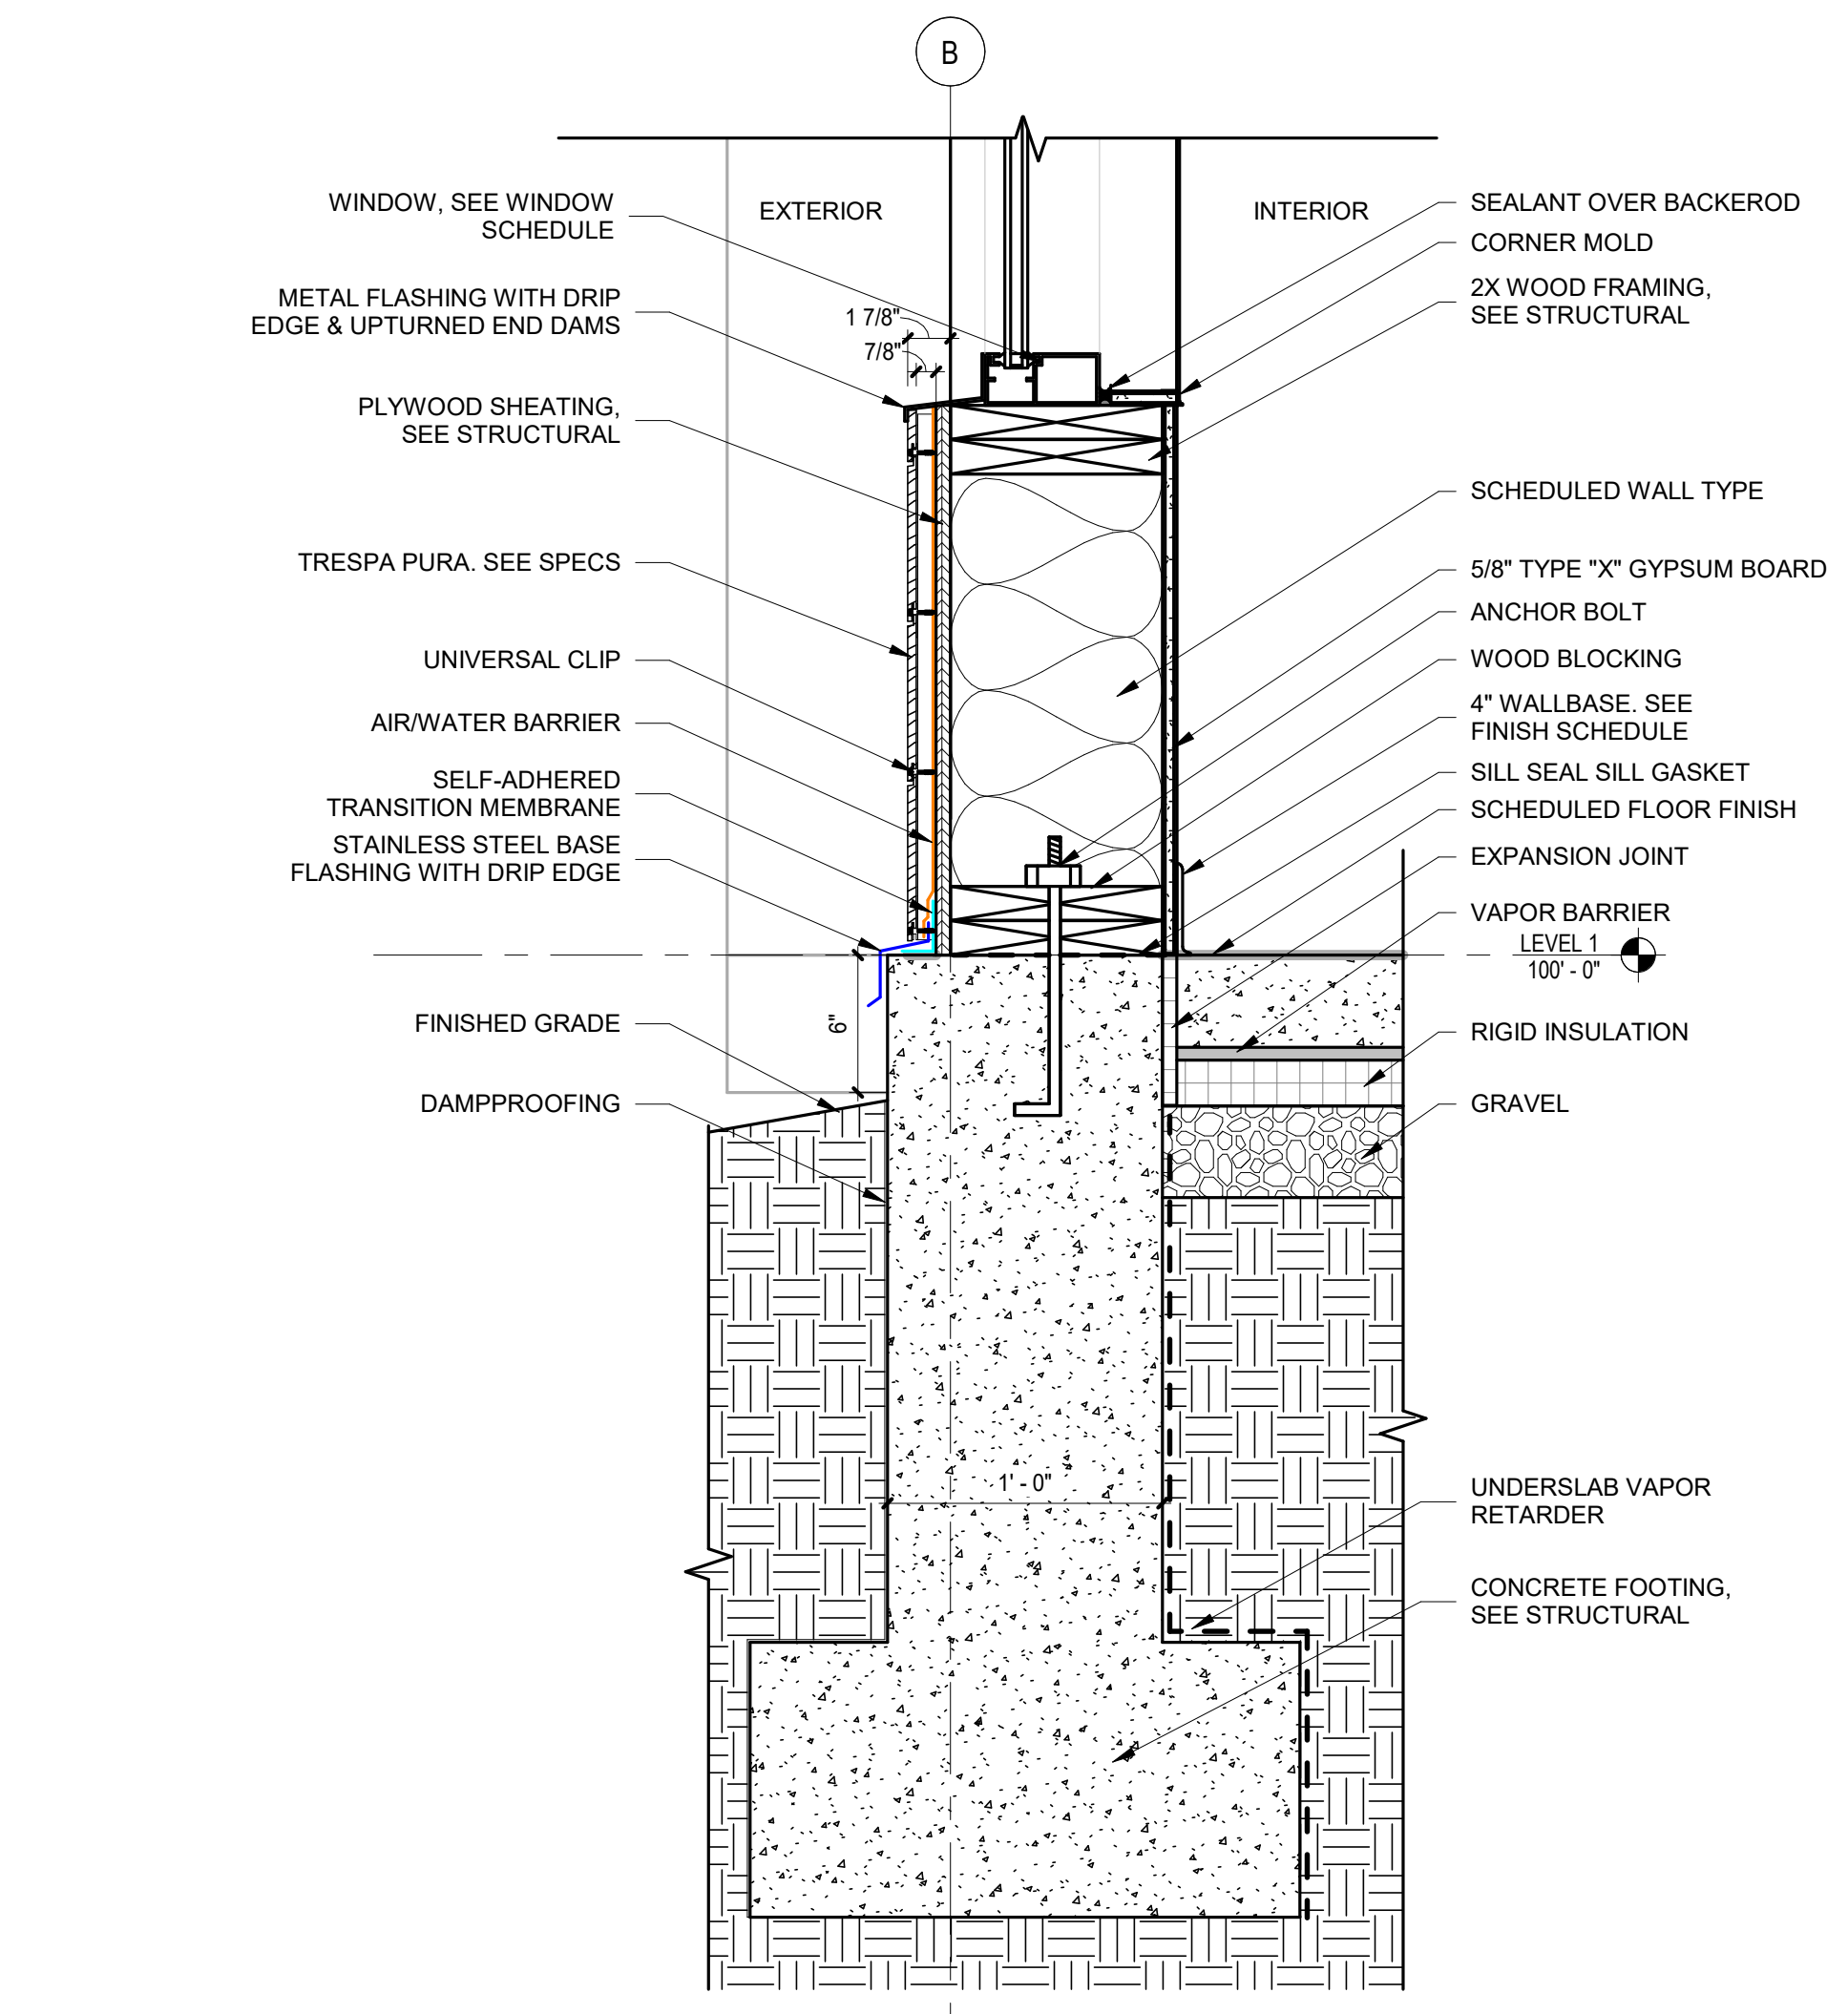 B
EXTERIOR
INTERIOR
WINDOW, SEE WINDOW
SCHEDULE
METAL FLASHING WITH DRIP
EDGE & UPTURNED END DAMS
1 7/8"
7/8"
PLYWOOD SHEATING,
SEE STRUCTURAL
TRESPA PURA. SEE SPECS
UNIVERSAL CLIP
AIR/WATER BARRIER
SELF-ADHERED
TRANSITION MEMBRANE
STAINLESS STEEL BASE
FLASHING WITH DRIP EDGE
6"
FINISHED GRADE
DAMPPROOFING
1' - 0"
SEALANT OVER BACKEROD
CORNER MOLD
2X WOOD FRAMING,
SEE STRUCTURAL
SCHEDULED WALL TYPE
5/8" TYPE "X" GYPSUM BOARD
ANCHOR BOLT
WOOD BLOCKING
4" WALLBASE. SEE
FINISH SCHEDULE
SILL SEAL SILL GASKET
SCHEDULED FLOOR FINISH
EXPANSION JOINT
VAPOR BARRIER
LEVEL 1
100' - 0"
RIGID INSULATION
GRAVEL
UNDERSLAB VAPOR
RETARDER
CONCRETE FOOTING,
SEE STRUCTURAL